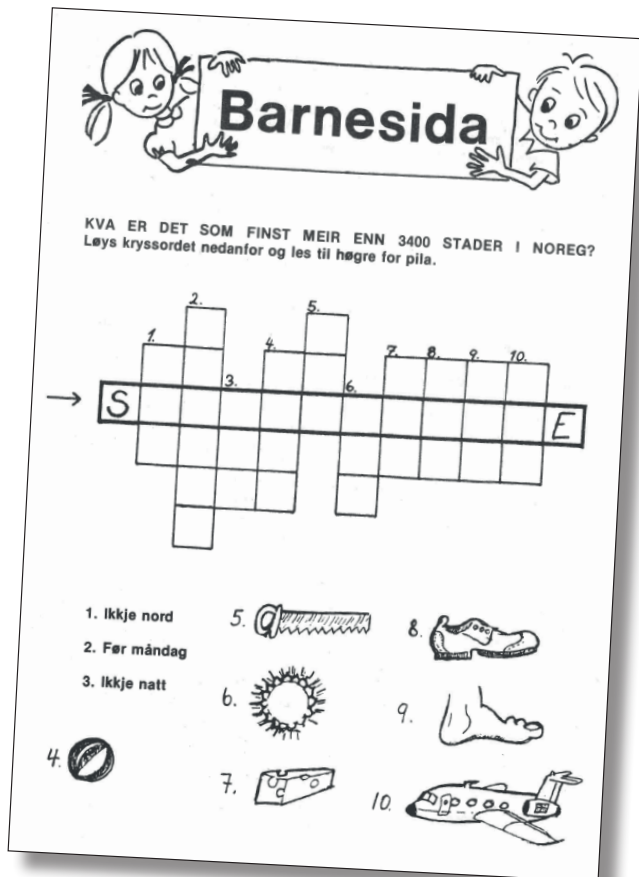 Barnesida
KVA ER DET SOM FINST MEIR ENN 3400 STADER I NOREG?
Løys kryssordet nedanfor og les til høgre for pila.
2. 5.
1. 4. 7. 8. 9. 10.
3. 6.
S E
1. Ikkje nord
2. Før måndag
3. Ikkje natt
4.
5.
6.
7.
8.
9.
10.